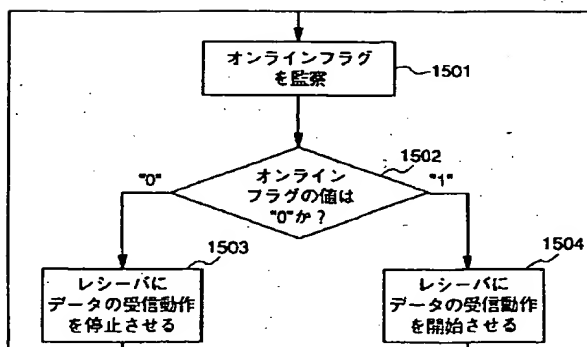 オンラインフラグ
を監察
1501
1502
"0"
オンライン
フラグの値は
"0"か?
"1"
1503
1504
レシーバに
データの受信動作
を停止させる
レシーバに
データの受信動作
を開始させる